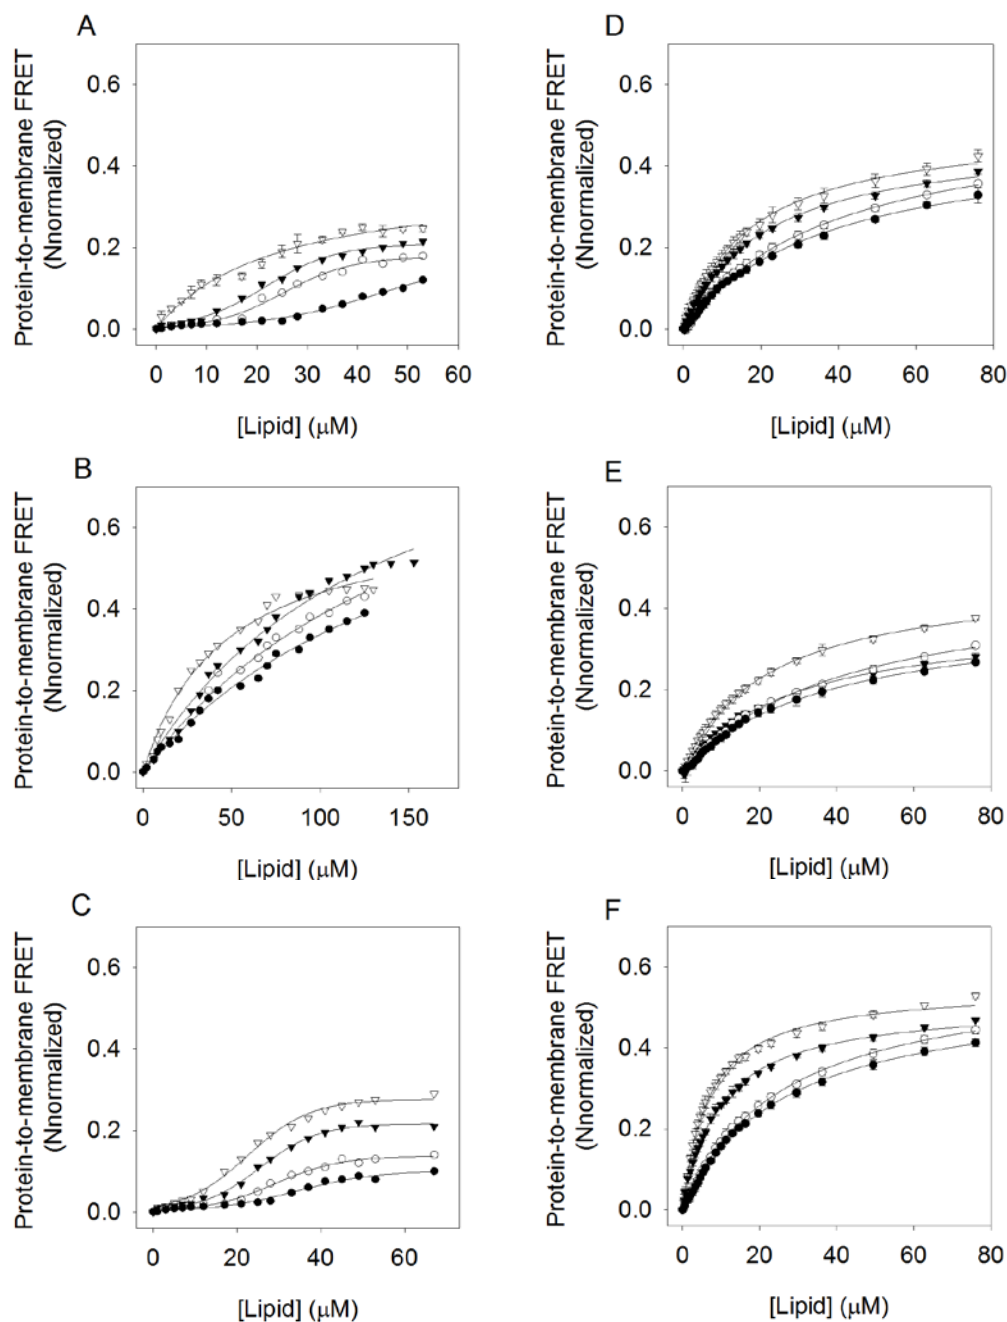 A
Protein-to-membrane FRET
(Nnormalized)
0.6
0.4
0.2
0.0
0 10 20 30 40 50 60
[Lipid] (μM)
D
Protein-to-membrane FRET
(Nnormalized)
0.6
0.4
0.2
0.0
0 20 40 60 80
[Lipid] (μM)
B
Protein-to-membrane FRET
(Nnormalized)
0.6
0.4
0.2
0.0
0 50 100 150
[Lipid] (μM)
E
Protein-to-membrane FRET
(Nnormalized)
0.6
0.4
0.2
0.0
0 20 40 60 80
[Lipid] (μM)
C
Protein-to-membrane FRET
(Nnormalized)
0.6
0.4
0.2
0.0
0 20 40 60
[Lipid] (μM)
F
Protein-to-membrane FRET
(Nnormalized)
0.6
0.4
0.2
0.0
0 20 40 60 80
[Lipid] (μM)